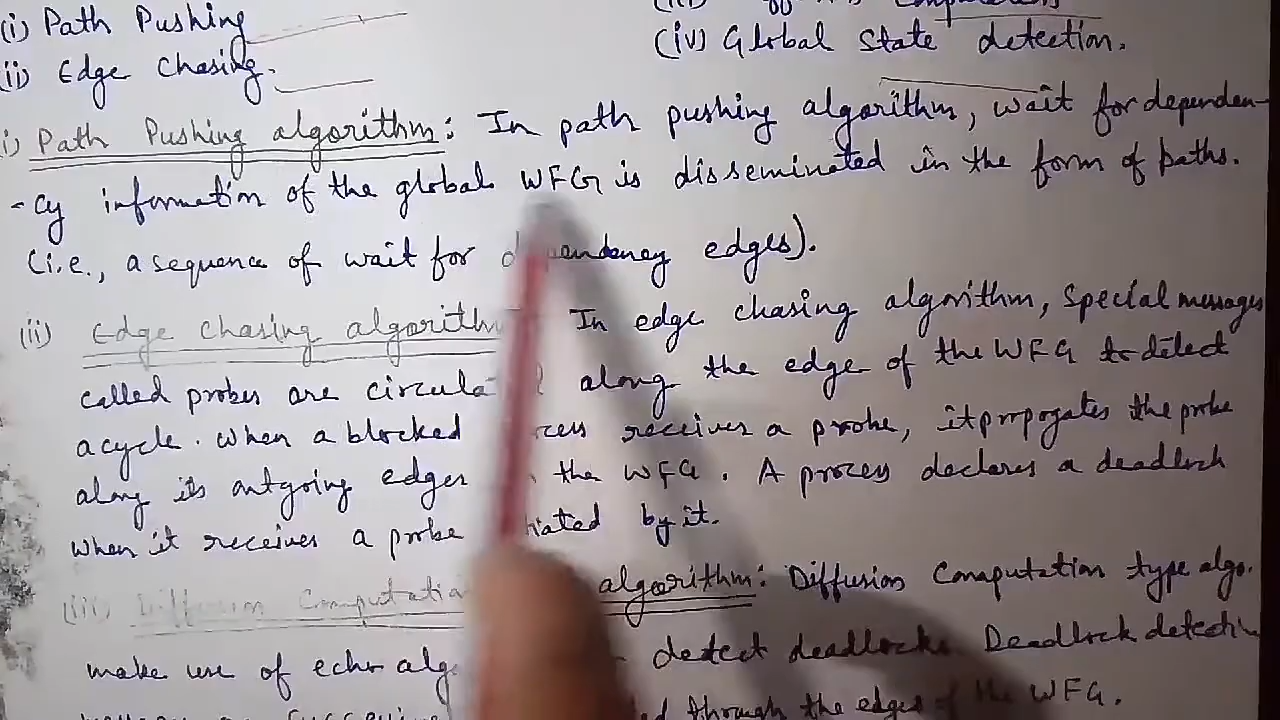 (i) Path Pushing
(ii) Edge Chasing.
(iv) Global State detection.
i) Path Pushing algorithm: In path pushing algorithm, wait for dependen-
-cy information of the global WFG is disseminated in the form of paths.
(i.e., a sequence of wait for dependency edges).
(ii) Edge chasing algorithm In edge chasing algorithm, Special messages
called probes are along the edge of the WFG to detect
a cycle. When a blocked receives a probe, it propogates the probe
along its outgoing edges the WFG. A process declares a deadlock
When it receives a probe by it.
(iii) Diffusion Computation algorithm: Diffusion Computation type algo.
make use of echo detect deadlocks. Deadlock
through the edges of the WFG.